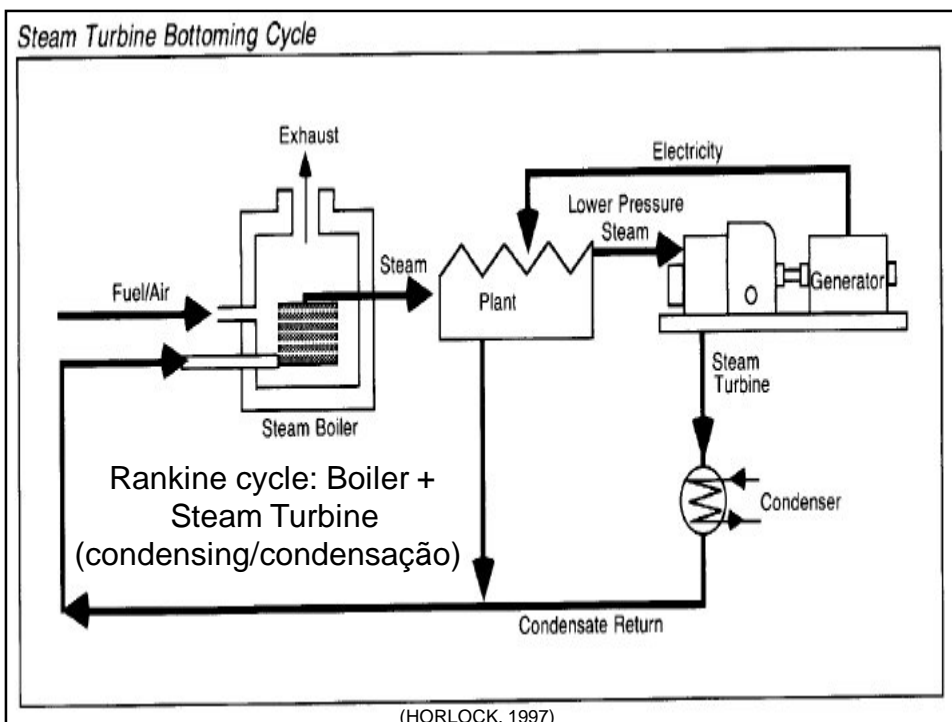 Steam Turbine Bottoming Cycle
Exhaust
Electricity
Lower Pressure
Steam
Steam
Fuel/Air
Plant
Generator
Steam
Turbine
Steam Boiler
Rankine cycle: Boiler +
Steam Turbine
(condensing/condensação)
Condenser
Condensate Return
(HORLOCK, 1997)